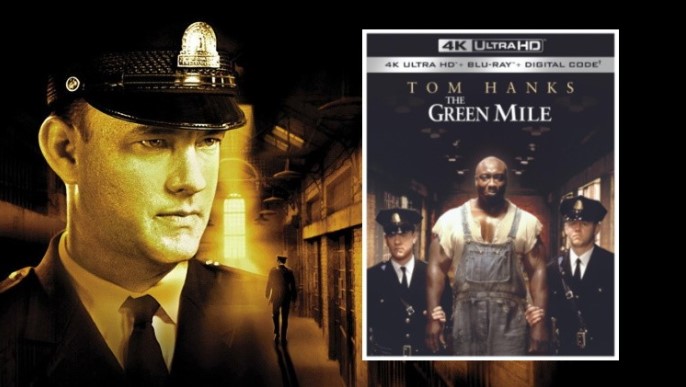 4K ULTRA HD
4K ULTRA HD + BLU-RAY + DIGITAL CODE
TOM HANKS
THE
GREEN MILE